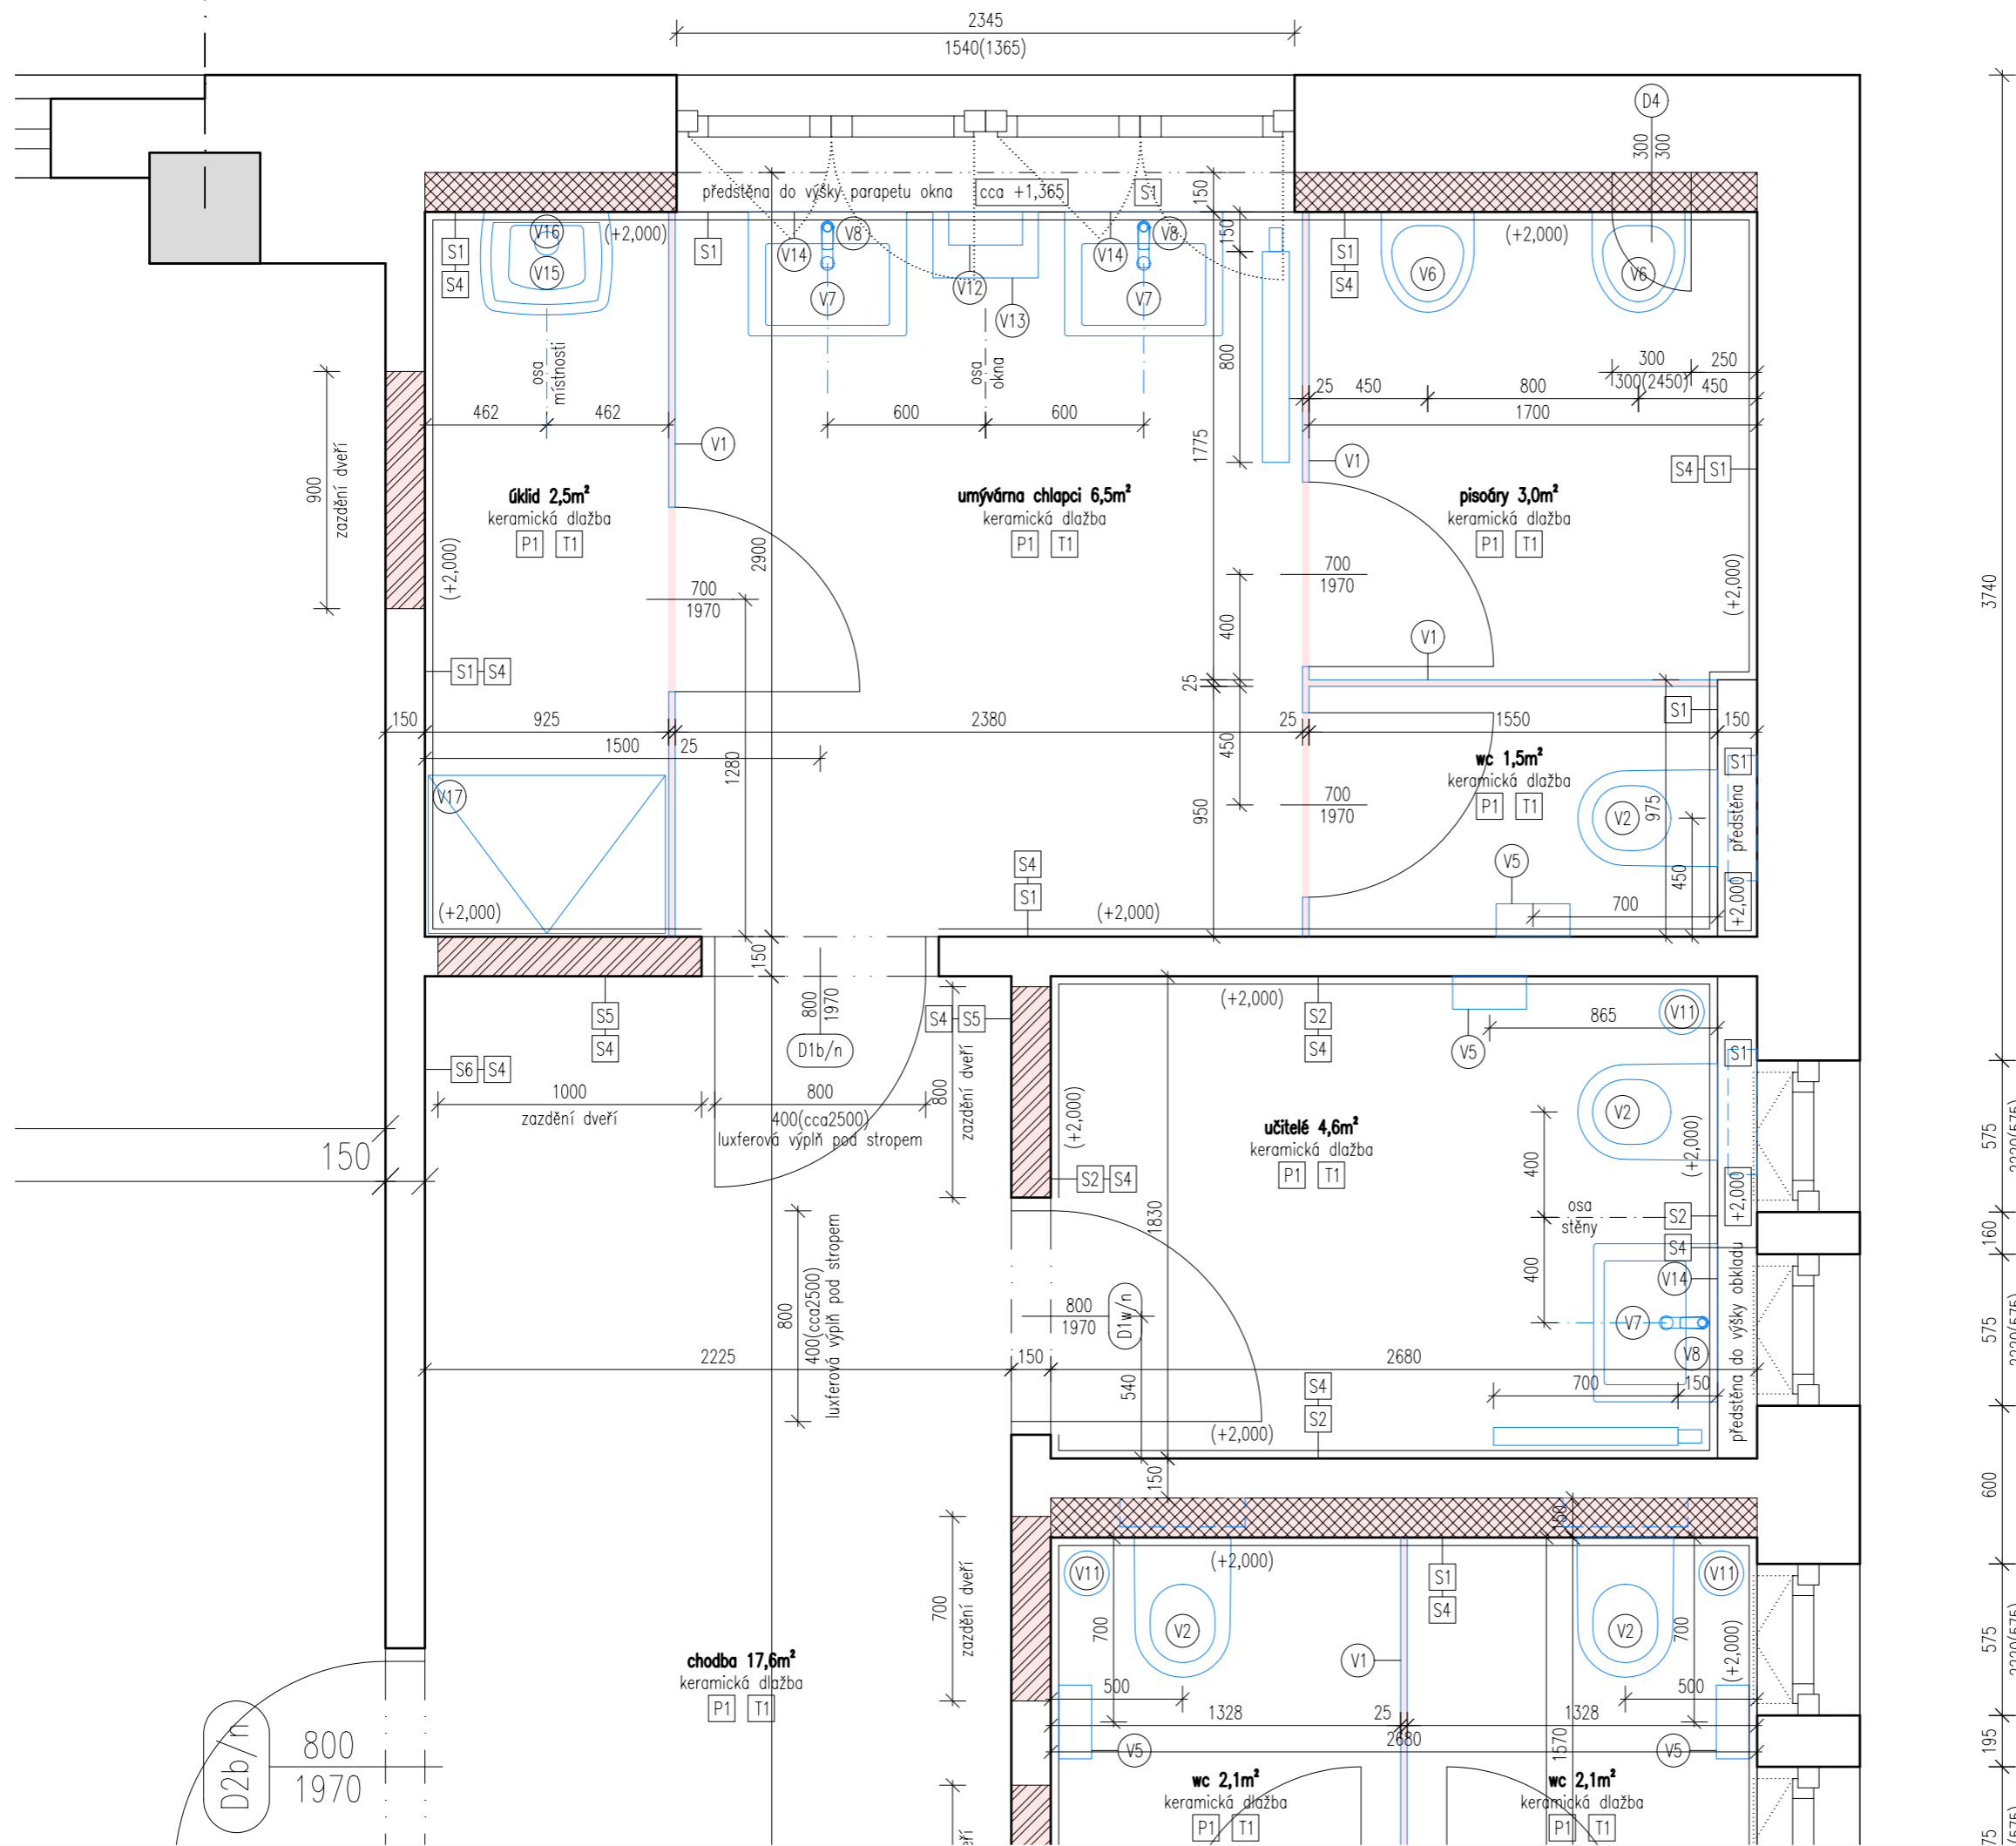 2345
1540(1365)
D4
300
300
předstěna do výšky parapetu okna
cca +1,365
S1
150
3740
V16
(+2,000)
V8
V8
150
(+2,000)
S1
S4
V15
S1
V14
V14
S1
S4
V6
V6
V7
V12
V7
V13
osa
místnosti
osa
okna
800
300
250
300(2450)
25
450
800
450
462
462
600
600
1700
900
zazdění dveří
V1
1775
V1
S4
S1
úklid 2,5m²
keramická dlažba
P1
T1
umývárna chlapci 6,5m²
keramická dlažba
P1
T1
pisoáry 3,0m²
keramická dlažba
P1
T1
(+2,000)
2900
700
1970
700
1970
(+2,000)
400
V1
S1
S4
25
S1
150
925
2380
25
1550
150
1500
25
1280
450
wc 1,5m²
keramická dlažba
P1
T1
S1
V17
950
700
1970
975
V2
předstěna
S4
S1
V5
450
(+2,000)
(+2,000)
700
+2,000
150
S5
S4
800
1970
S4
S5
(+2,000)
S2
S4
V11
865
D1b/n
V5
S1
S6
S4
1000
zazdění dveří
800
400(cca2500)
luxferová výplň pod stropem
800
zazdění dveří
(+2,000)
učitelé 4,6m²
keramická dlažba
P1
T1
V2
(+2,000)
575
2220(575)
150
S2
S4
400
+2,000
1830
osa
stěny
S2
160
800
400(cca2500)
luxferová výplň pod stropem
400
S4
V14
předstěna do výšky obkladu
800
1970
D1w/n
V7
V8
575
2220(575)
2225
150
2680
540
S4
S2
700
150
(+2,000)
150
600
150
700
zazdění dveří
V11
(+2,000)
S1
S4
V11
700
V2
V2
700
(+2,000)
575
2220(575)
chodba 17,6m²
keramická dlažba
P1
T1
V1
500
500
1328
25
1328
2680
D2b/n
800
1970
V5
1570
V5
195
wc 2,1m²
keramická dlažba
P1
T1
wc 2,1m²
keramická dlažba
P1
T1